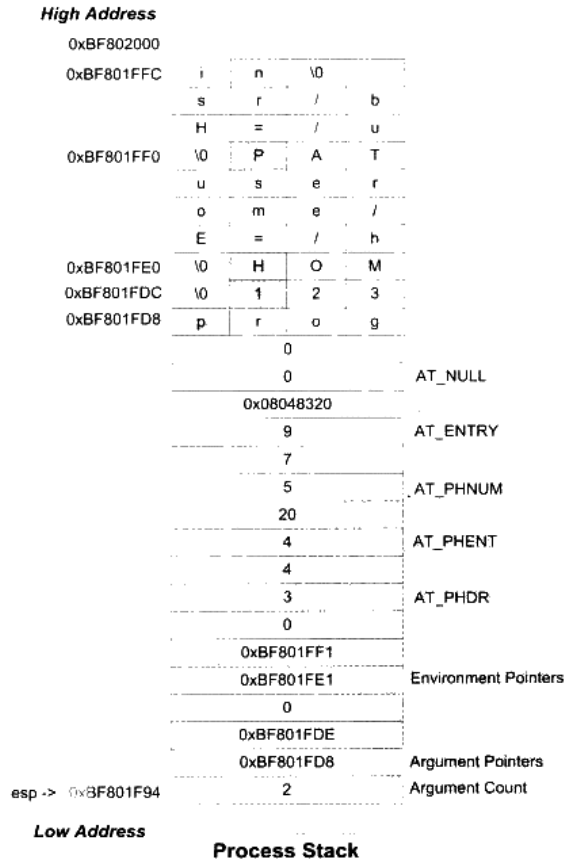 High Address
0xBF802000
0xBF801FFC i n \0
s r / b
H = / u
0xBF801FF0 \0 P A T
u s e r
o m e /
E = / h
0xBF801FE0 \0 H O M
0xBF801FDC \0 1 2 3
0xBF801FD8 p r o g
0
0 AT_NULL
0x08048320
9 AT_ENTRY
7
5 AT_PHNUM
20
4 AT_PHENT
4
3 AT_PHDR
0
0xBF801FF1
0xBF801FE1 Environment Pointers
0
0xBF801FDE
0xBF801FD8 Argument Pointers
esp -> 0xBF801F94 2 Argument Count
Low Address
Process Stack